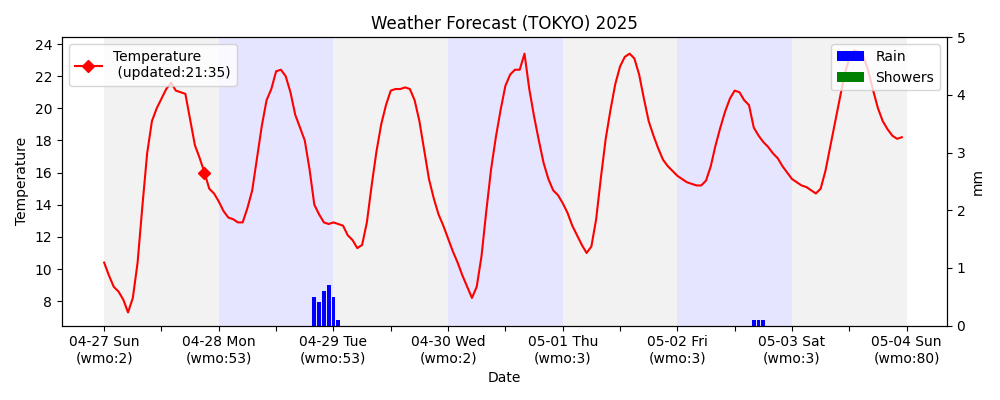 Weather Forecast (TOKYO) 2025
Temperature
(updated:21:35)
Rain
Showers
Temperature
24
22
20
18
16
14
12
10
8
5
4
3
2
1
0
mm
04-27 Sun 04-28 Mon 04-29 Tue 04-30 Wed 05-01 Thu 05-02 Fri 05-03 Sat 05-04 Sun
(wmo:2) (wmo:53) (wmo:53) (wmo:2) (wmo:3) (wmo:3) (wmo:3) (wmo:80)
Date